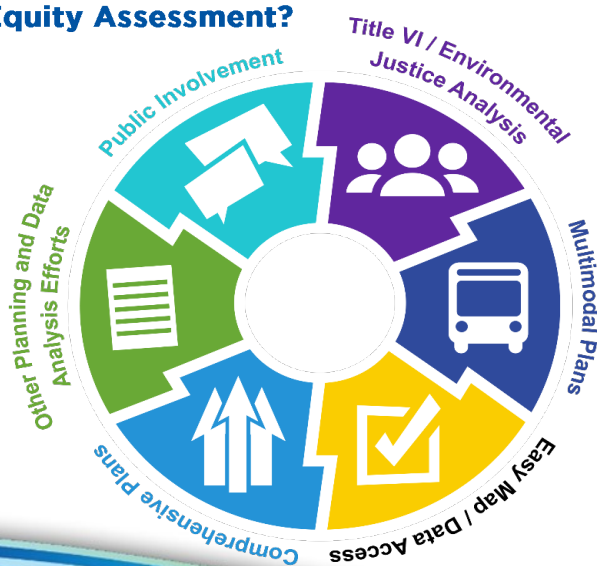 Equity Assessment?
Title VI / Environmental
Justice Analysis
Multimodal Plans
Easy Map / Data Access
Comprehensive Plans
Other Planning and Data
Analysis Efforts
Public Involvement